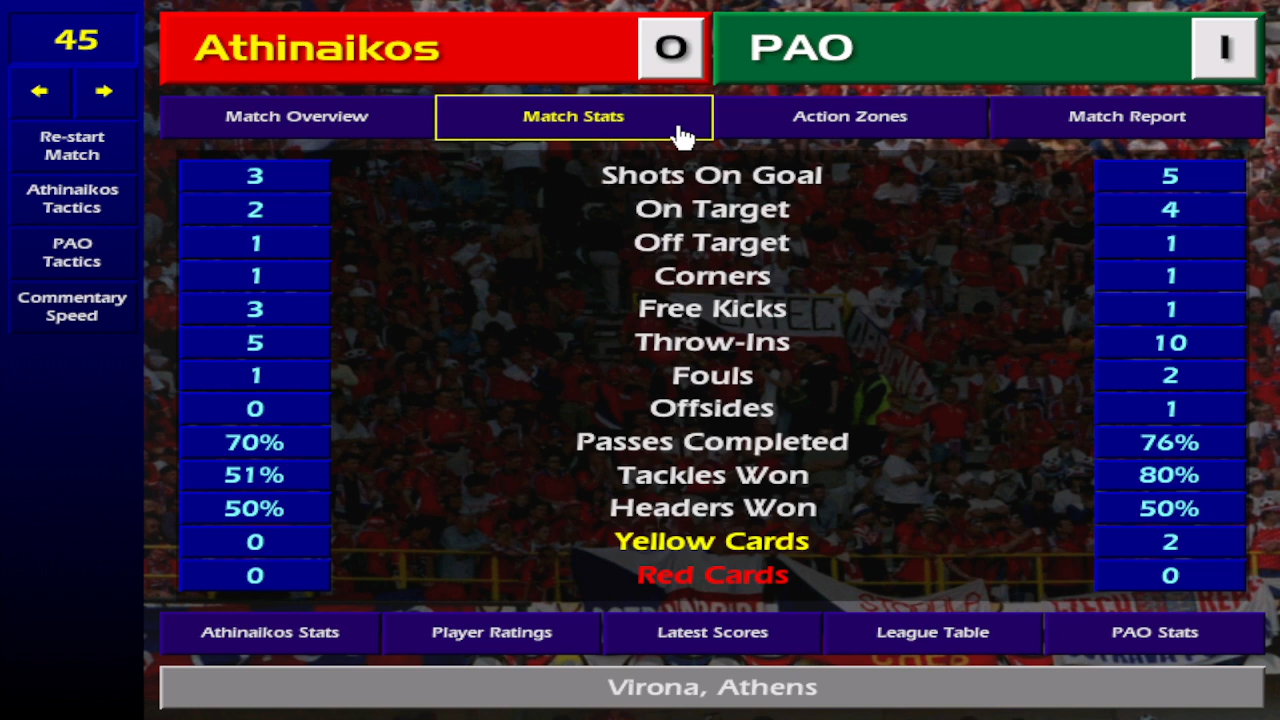 45
Athinaikos 0 PAO 1
Match Overview Match Stats Action Zones Match Report
Re-start
Match
Athinaikos
Tactics
PAO
Tactics
Commentary
Speed
3 Shots On Goal 5
2 On Target 4
1 Off Target 1
1 Corners 1
3 Free Kicks 1
5 Throw-Ins 10
1 Fouls 2
0 Offsides 1
70% Passes Completed 76%
51% Tackles Won 80%
50% Headers Won 50%
0 Yellow Cards 2
0 Red Cards 0
Athinaikos Stats Player Ratings Latest Scores League Table PAO Stats
Virona, Athens